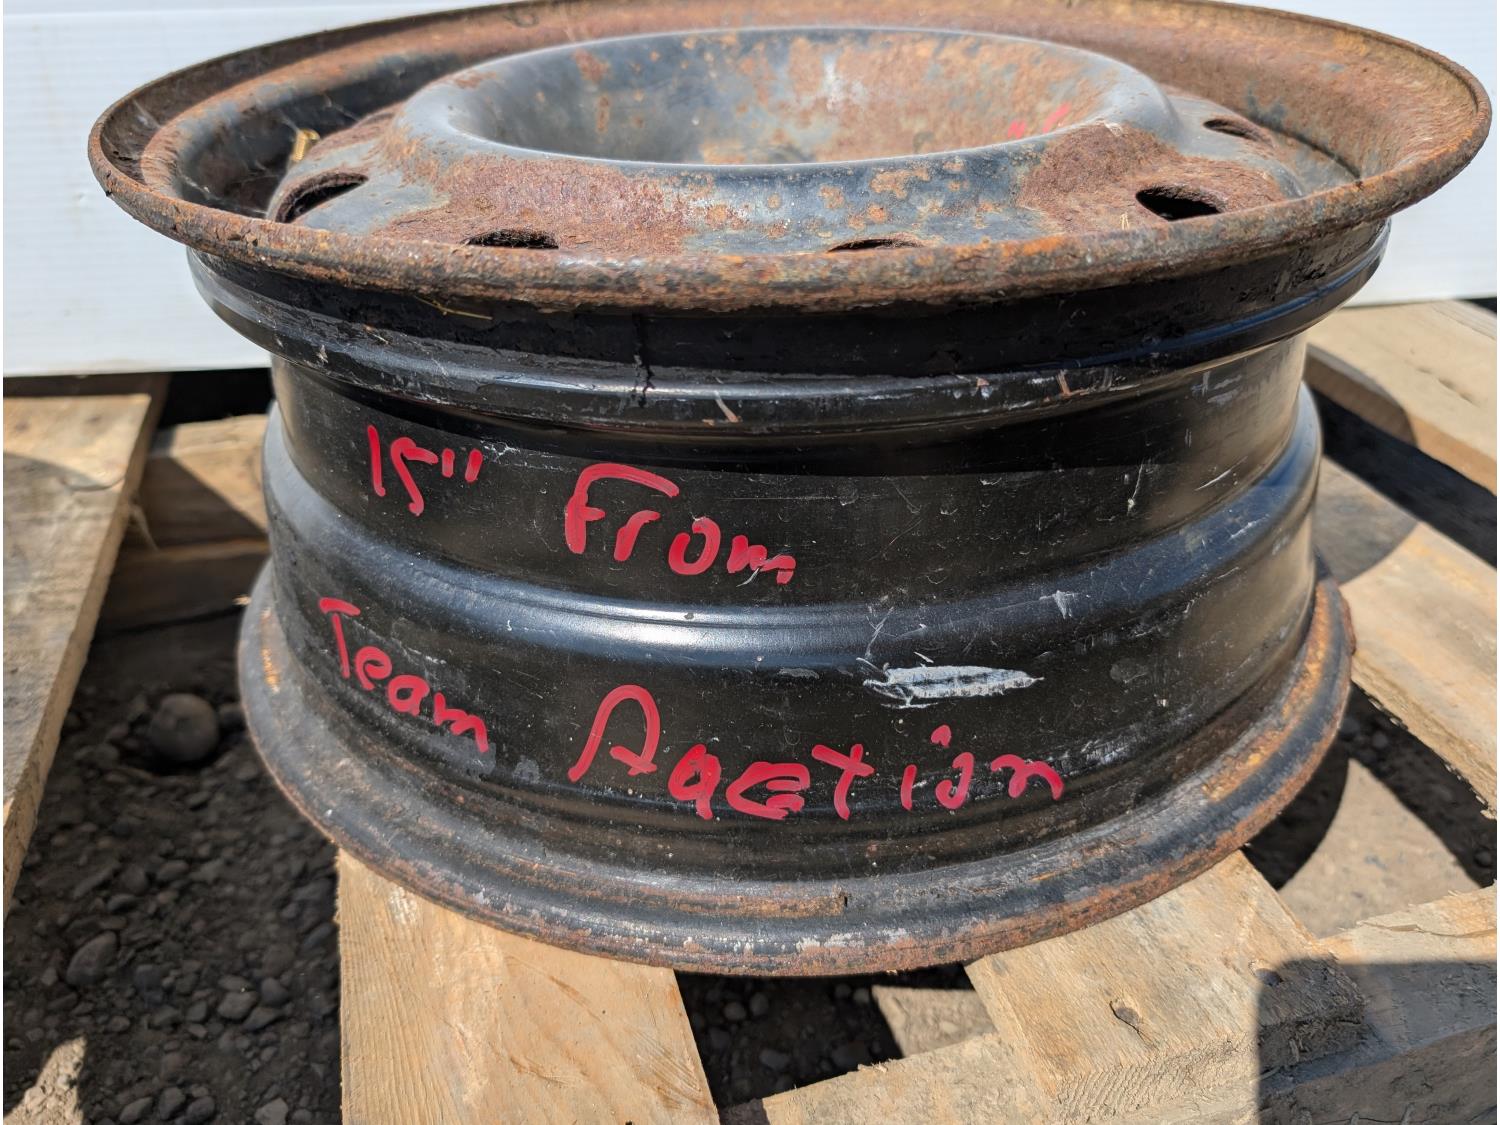 15" From
Team Auction